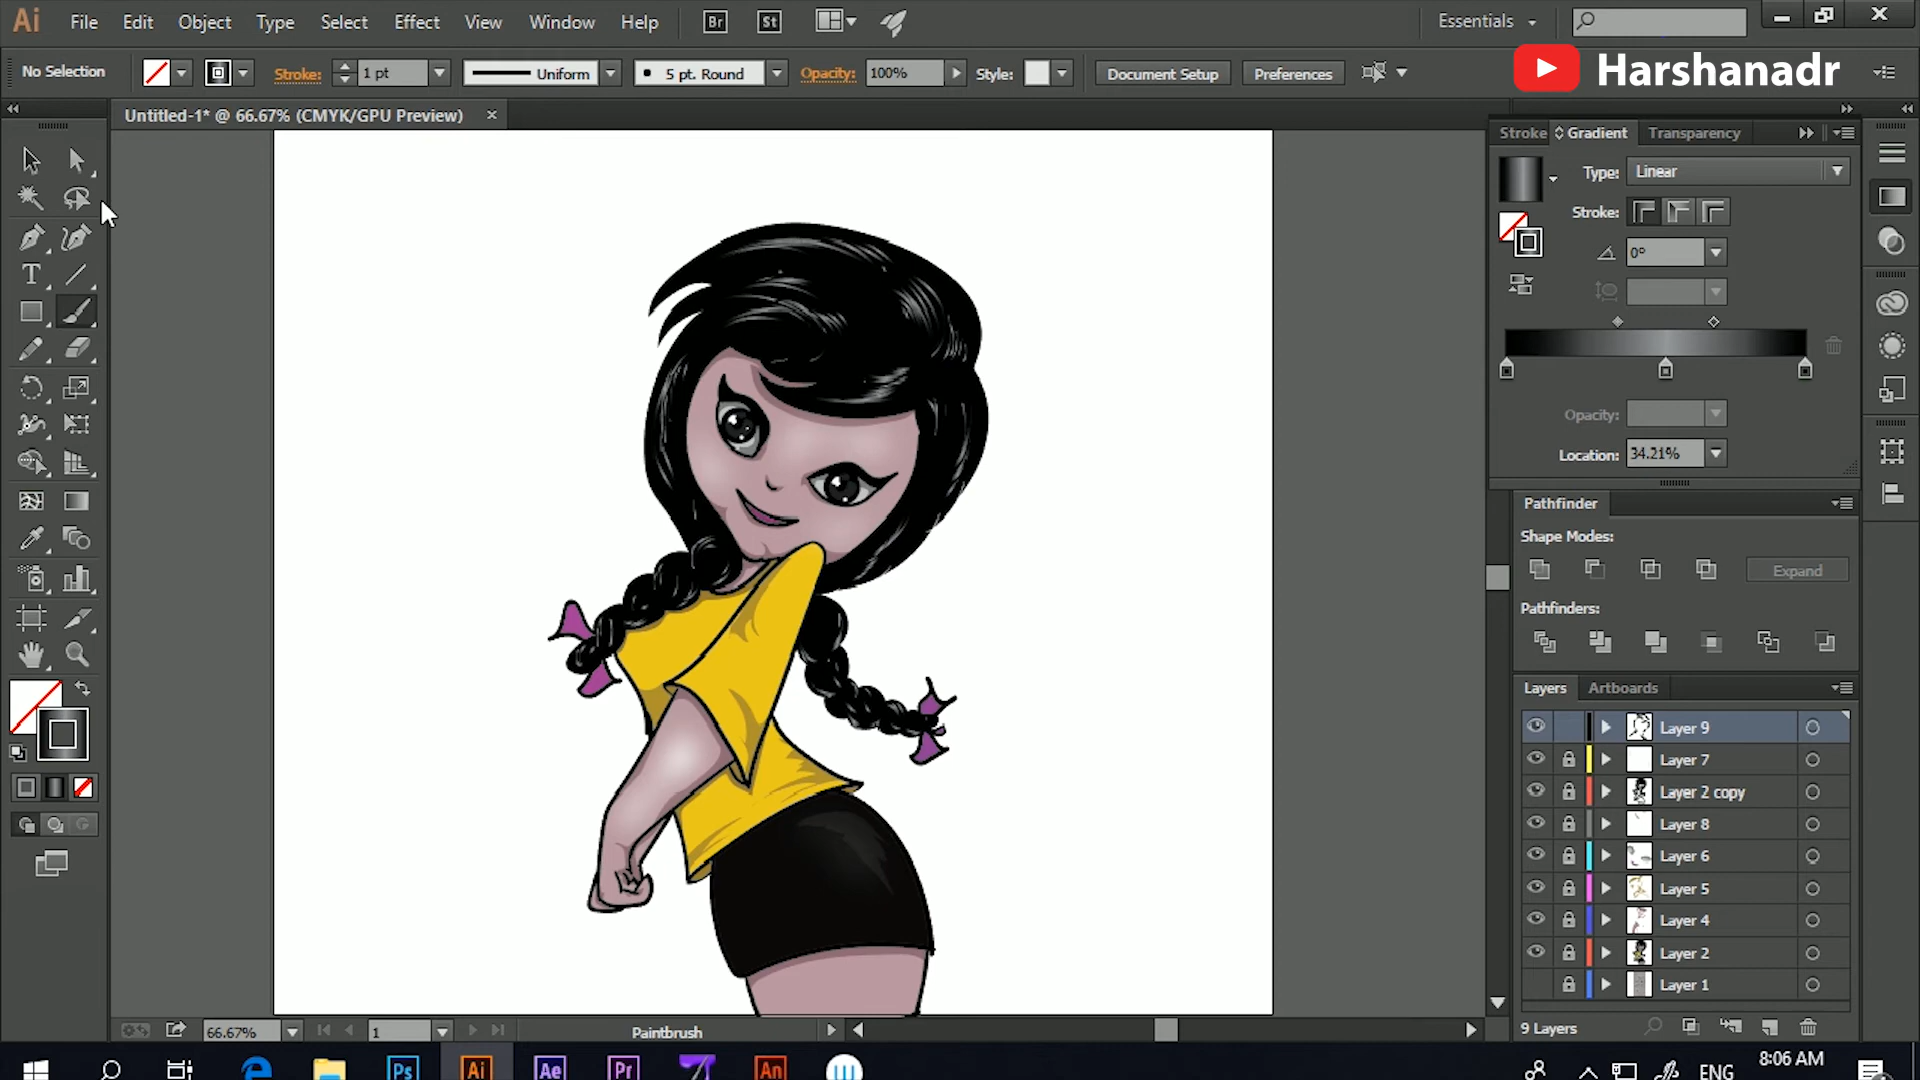 Ai File Edit Object Type Select Effect View Window Help Br St Essentials
No Selection Stroke: 1 pt Uniform 5 pt. Round Opacity: 100% Style: Document Setup Preferences
Harshanadr
Untitled-1* @ 66.67% (CMYK/GPU Preview)
Stroke Gradient Transparency
Type: Linear
Stroke:
0°
Opacity:
Location: 34.21%
Pathfinder
Shape Modes:
Expand
Pathfinders:
Layers Artboards
Layer 9
Layer 7
Layer 2 copy
Layer 8
Layer 6
Layer 5
Layer 4
Layer 2
Layer 1
9 Layers
66.67% 1 Paintbrush
Ps Ai Ae Pr An ENG 8:06 AM